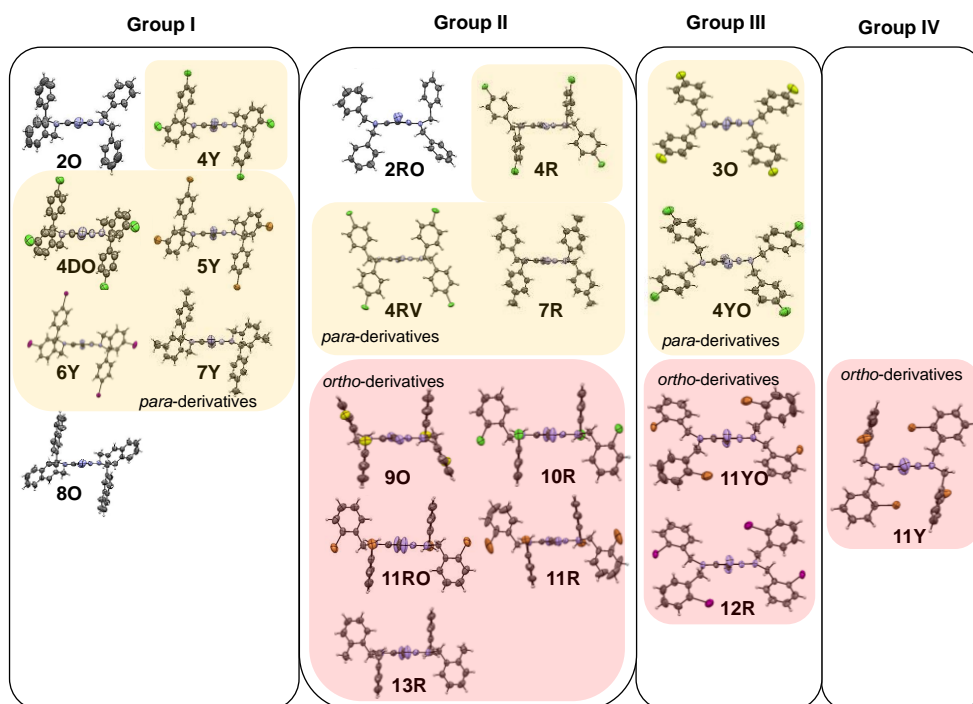 Group I
Group II
Group III
Group IV
2O
4Y
4DO
5Y
6Y
7Y
para-derivatives
8O
2RO
4R
4RV
7R
para-derivatives
ortho-derivatives
9O
10R
11RO
11R
13R
3O
4YO
para-derivatives
ortho-derivatives
11YO
12R
ortho-derivatives
11Y